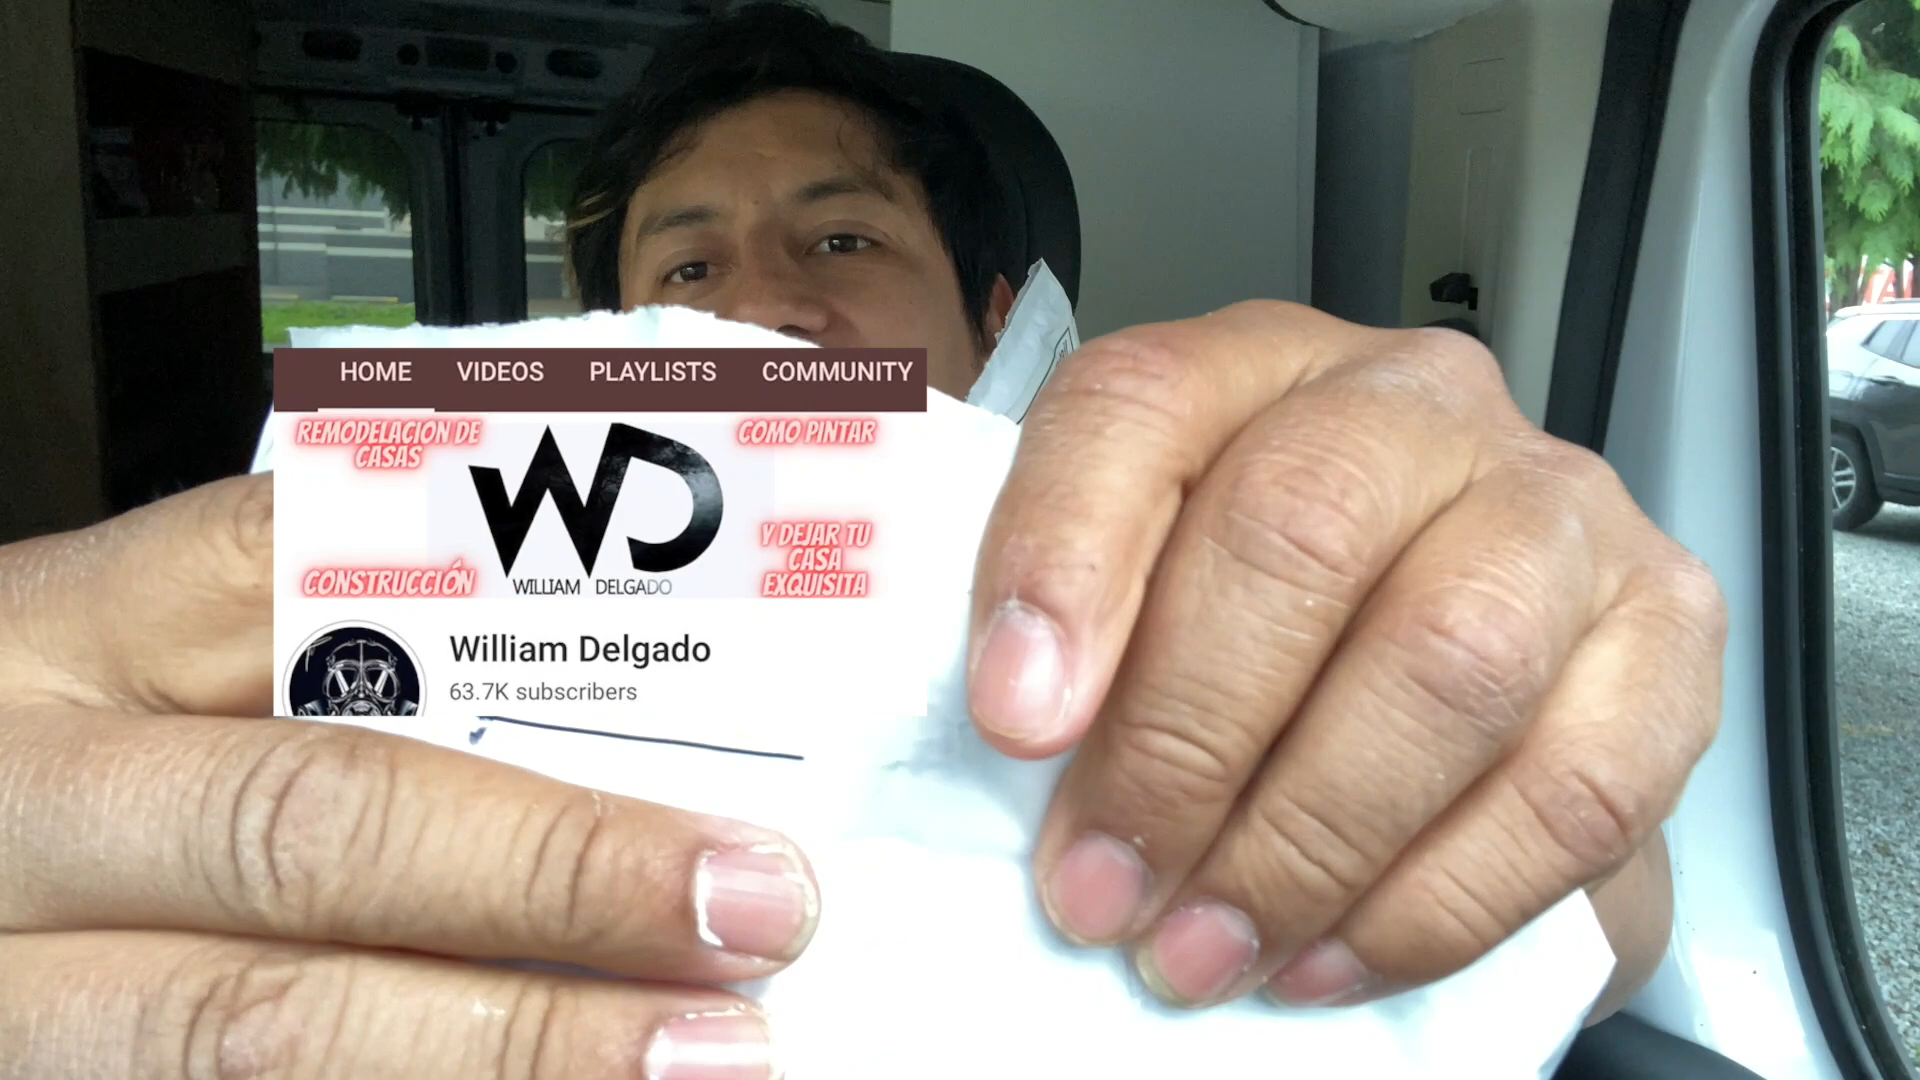 HOME VIDEOS PLAYLISTS COMMUNITY
REMODELACION DE
CASAS
COMO PINTAR
WD
WILLIAM DELGADO
CONSTRUCCIÓN
Y DEJAR TU
CASA
EXQUISITA
William Delgado
63.7K subscribers